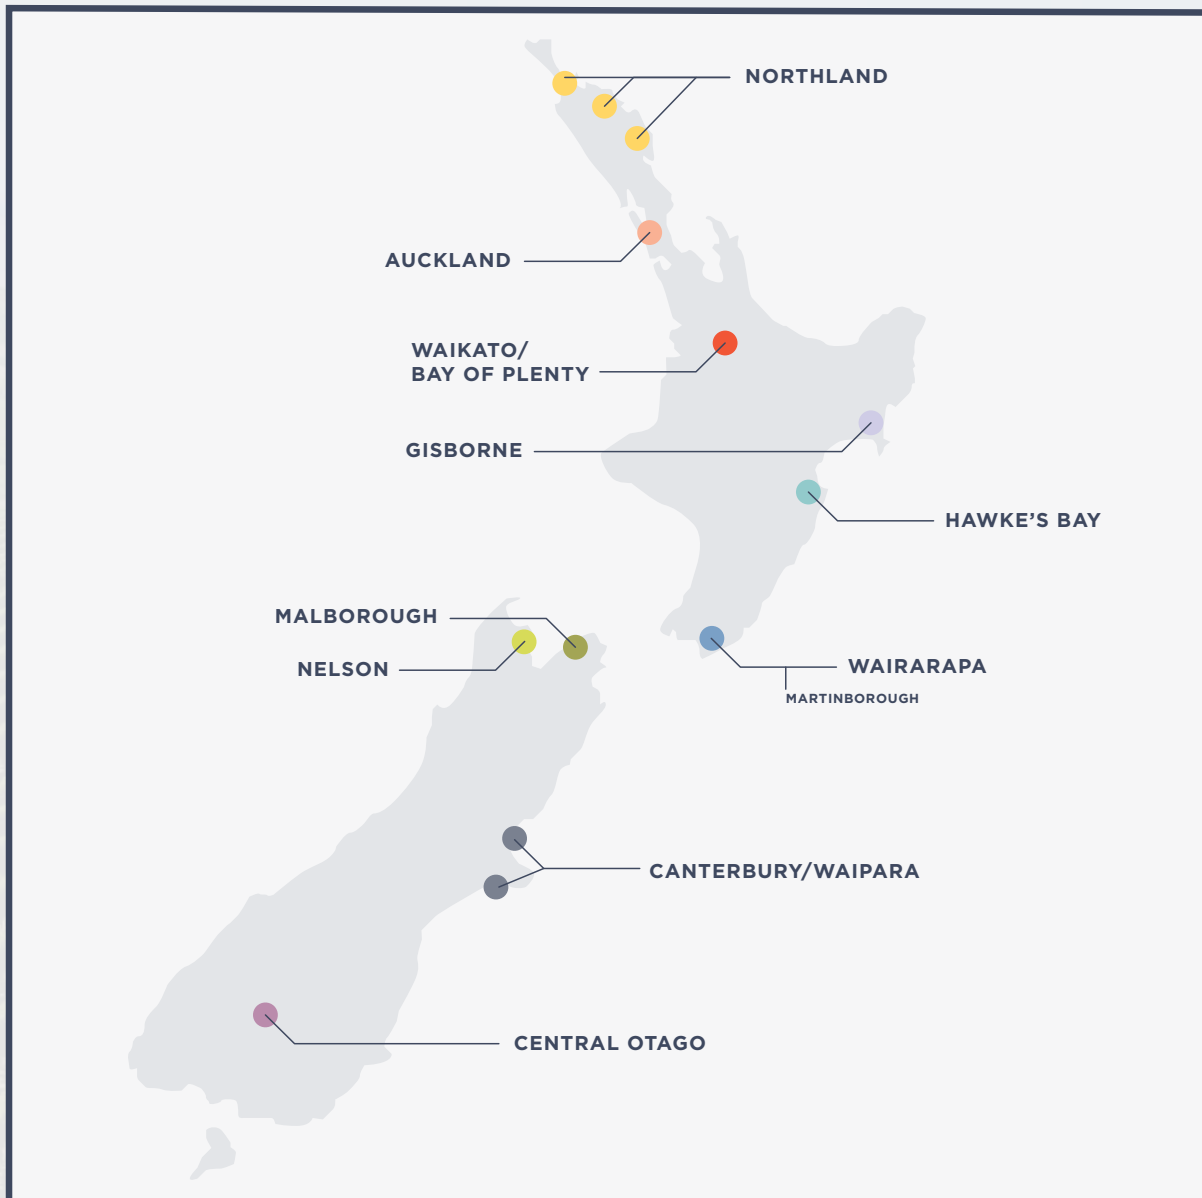 NORTHLAND
AUCKLAND
WAIKATO/
BAY OF PLENTY
GISBORNE
HAWKE’S BAY
MALBOROUGH
NELSON
WAIRARAPA
MARTINBOROUGH
CANTERBURY/WAIPARA
CENTRAL OTAGO